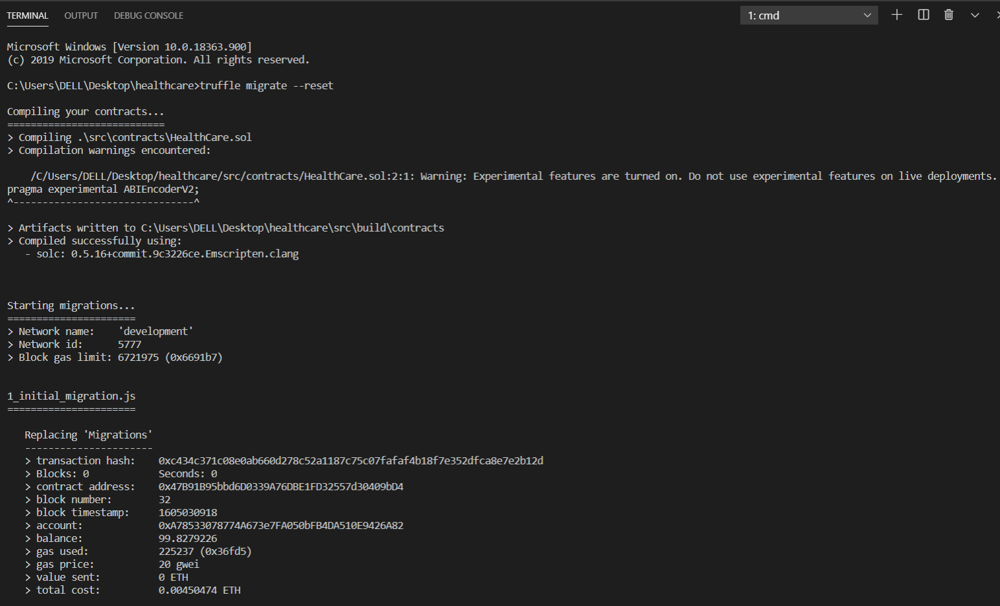 TERMINAL OUTPUT DEBUG CONSOLE 1: cmd
Microsoft Windows [Version 10.0.18363.900]
(c) 2019 Microsoft Corporation. All rights reserved.
C:\Users\DELL\Desktop\healthcare>truffle migrate --reset
Compiling your contracts...
===========================
> Compiling .\src\contracts\HealthCare.sol
> Compilation warnings encountered:
/C/Users/DELL/Desktop/healthcare/src/contracts/HealthCare.sol:2:1: Warning: Experimental features are turned on. Do not use experimental features on live deployments.
pragma experimental ABIEncoderV2;
^-------------------------------^
> Artifacts written to C:\Users\DELL\Desktop\healthcare\src\build\contracts
> Compiled successfully using:
- solc: 0.5.16+commit.9c3226ce.Emscripten.clang
Starting migrations...
======================
> Network name: 'development'
> Network id: 5777
> Block gas limit: 6721975 (0x6691b7)
1_initial_migration.js
======================
Replacing 'Migrations'
----------------------
> transaction hash: 0xc434c371c08e0ab660d278c52a1187c75c07fafaf4b18f7e352dfca8e7e2b12d
> Blocks: 0 Seconds: 0
> contract address: 0x47B91B95bbd6D0339A76DBE1FD32557d30409bD4
> block number: 32
> block timestamp: 1605030918
> account: 0xA78533078774A673e7FA050bFB4DA510E9426A82
> balance: 99.8279226
> gas used: 225237 (0x36fd5)
> gas price: 20 gwei
> value sent: 0 ETH
> total cost: 0.00450474 ETH